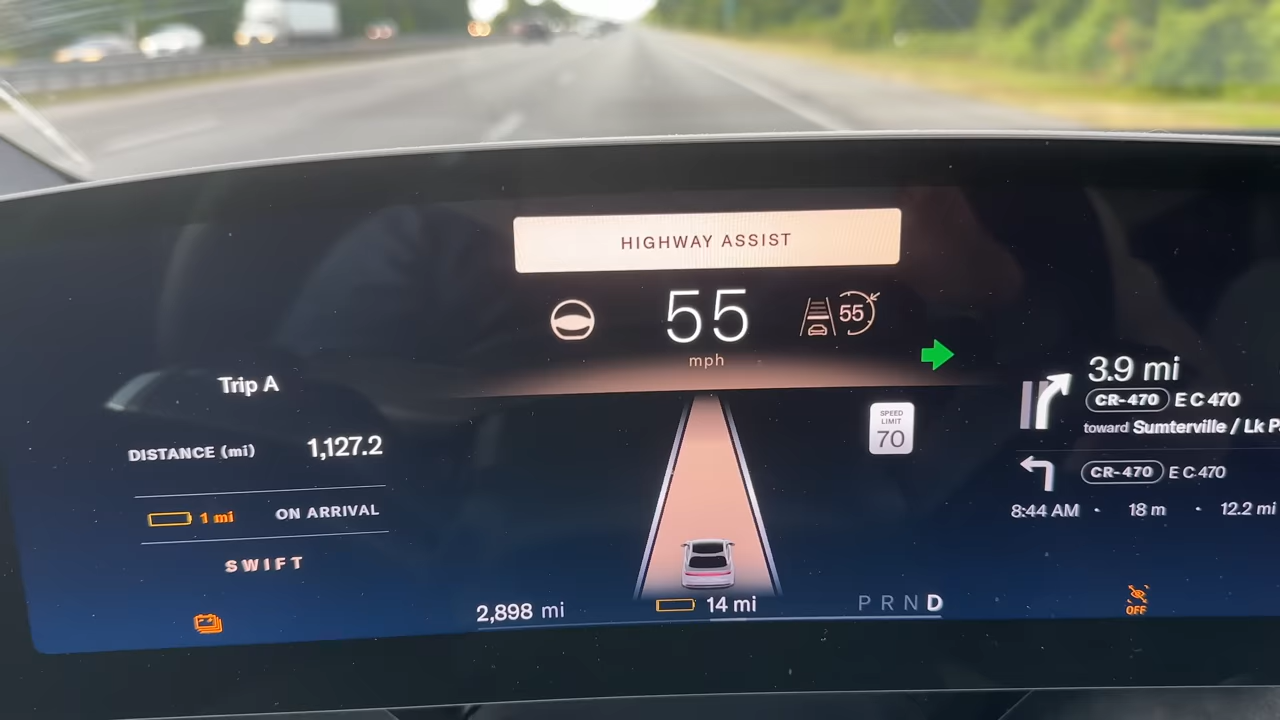 HIGHWAY ASSIST
55
55
mph
Trip A
DISTANCE (mi) 1,127.2
1 mi ON ARRIVAL
SWIFT
SPEED
LIMIT
70
3.9 mi
CR-470 E C 470
toward Sumterville / Lk P
CR-470 E C 470
8:44 AM · 18 m · 12.2 mi
2,898 mi
14 mi
P R N D
OFF